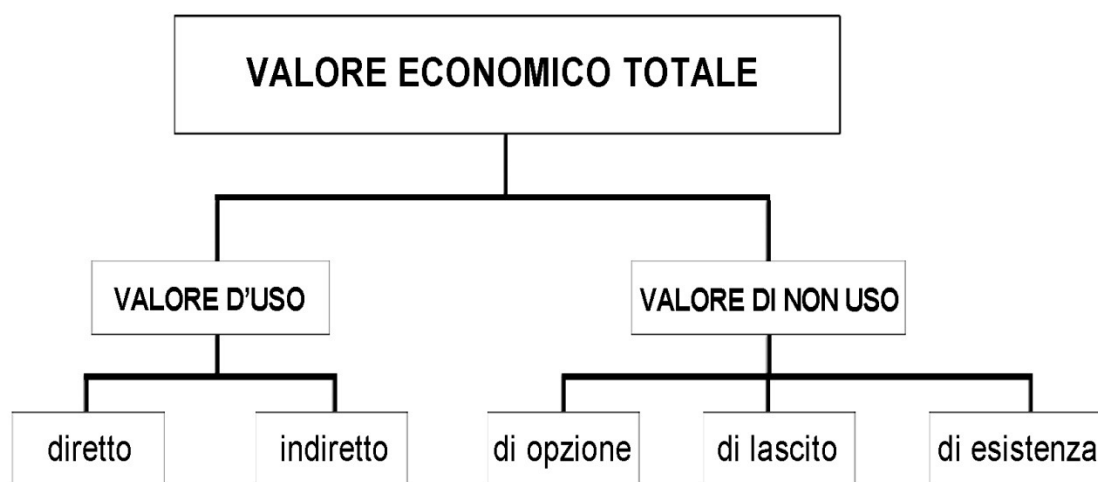 VALORE ECONOMICO TOTALE
VALORE D'USO
VALORE DI NON USO
diretto
indiretto
di opzione
di lascito
di esistenza